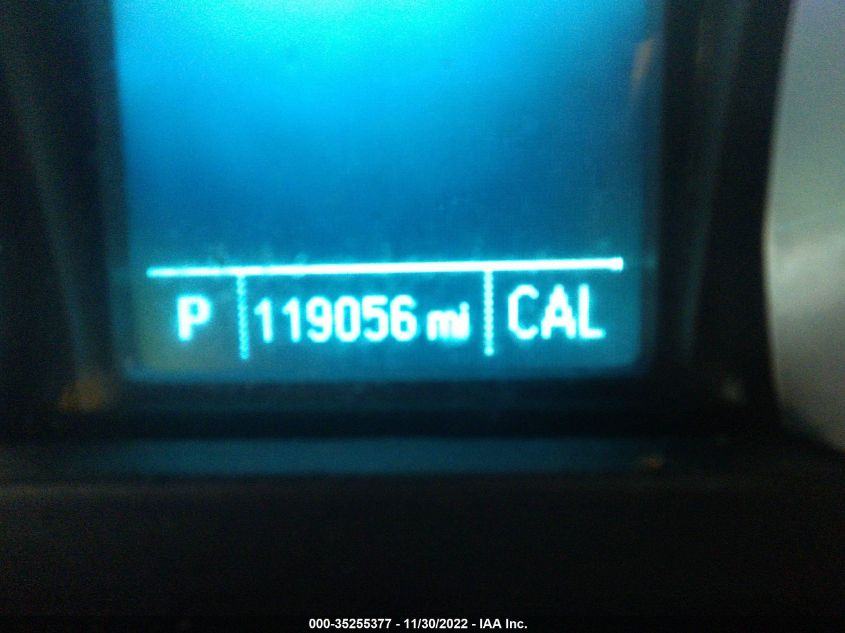 P 119056 mi CAL
000-35255377 - 11/30/2022 - IAA Inc.